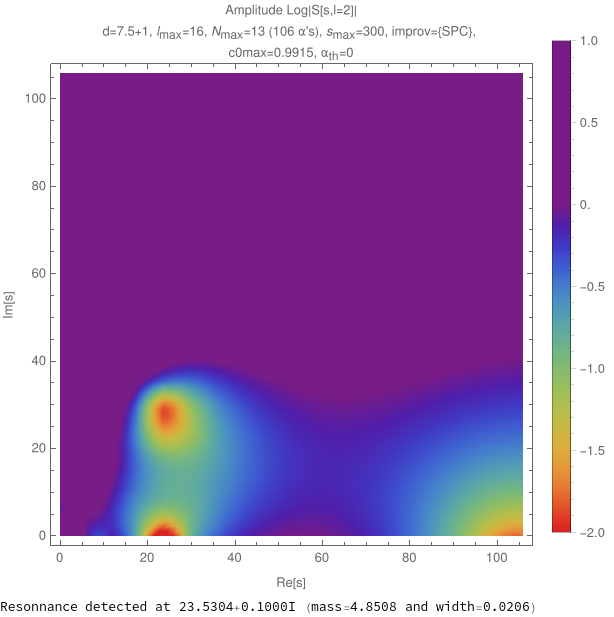 Amplitude Log|S[s,l=2]|
d=7.5+1, lmax=16, Nmax=13 (106 α's), smax=300, improv={SPC},
c0max=0.9915, αth=0
1.0
0.5
0.
−0.5
−1.0
−1.5
−2.0
100
80
60
40
20
0
Im[s]
0 20 40 60 80 100
Re[s]
Resonnance detected at 23.5304+0.1000I (mass=4.8508 and width=0.0206)